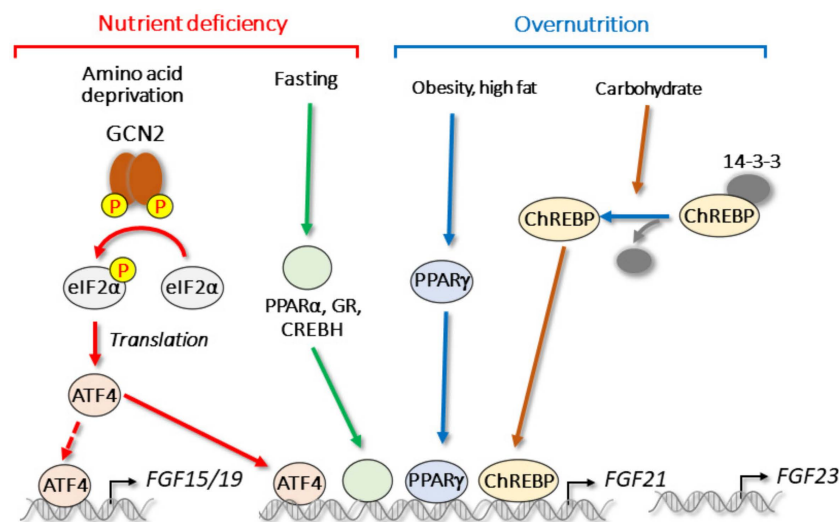 Nutrient deficiency
Overnutrition
Amino acid
deprivation
Fasting
Obesity, high fat
Carbohydrate
GCN2
P
P
14-3-3
ChREBP
ChREBP
P
eIF2α
eIF2α
PPARγ
PPARα, GR,
CREBH
Translation
ATF4
ATF4
FGF15/19
ATF4
PPARγ
ChREBP
FGF21
FGF23